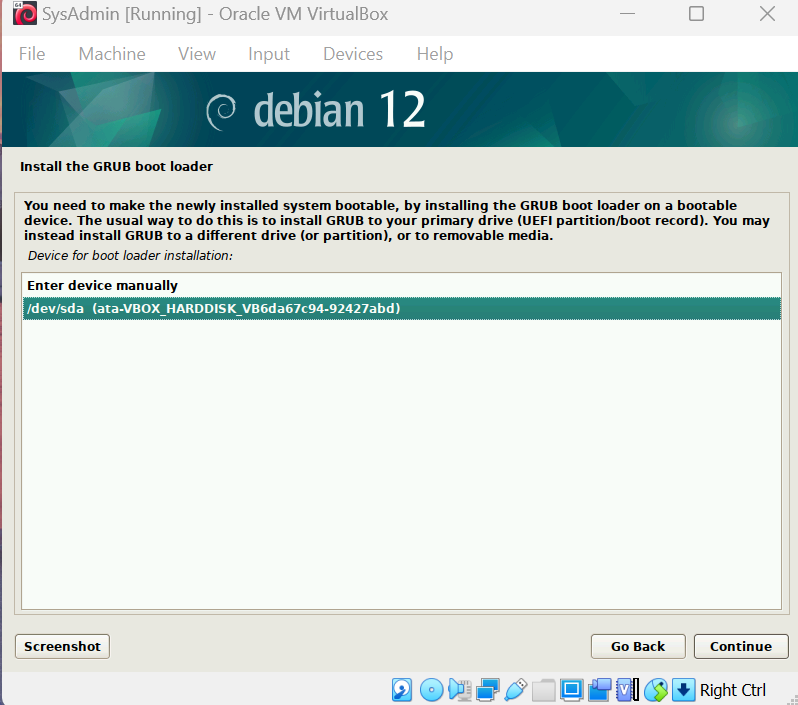 SysAdmin [Running] - Oracle VM VirtualBox
File Machine View Input Devices Help
debian 12
Install the GRUB boot loader
You need to make the newly installed system bootable, by installing the GRUB boot loader on a bootable
device. The usual way to do this is to install GRUB to your primary drive (UEFI partition/boot record). You may
instead install GRUB to a different drive (or partition), or to removable media.
Device for boot loader installation:
Enter device manually
/dev/sda (ata-VBOX_HARDDISK_VB6da67c94-92427abd)
Screenshot Go Back Continue
Right Ctrl